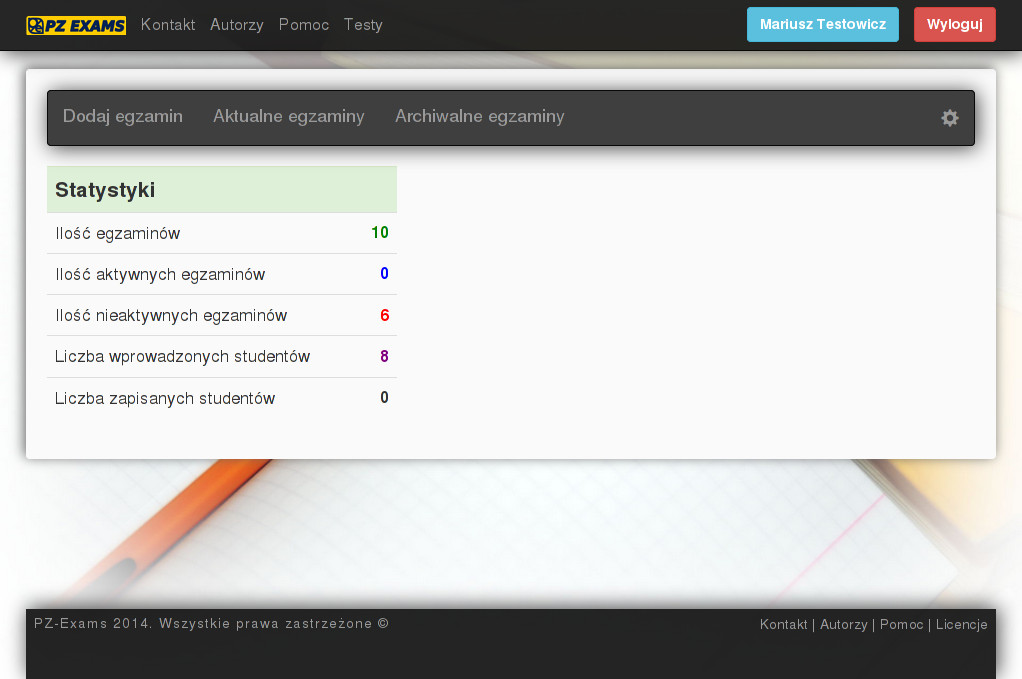 PZ EXAMS Kontakt Autorzy Pomoc Testy Mariusz Testowicz Wyloguj
Dodaj egzamin Aktualne egzaminy Archiwalne egzaminy
Statystyki
Ilość egzaminów 10
Ilość aktywnych egzaminów 0
Ilość nieaktywnych egzaminów 6
Liczba wprowadzonych studentów 8
Liczba zapisanych studentów 0
PZ-Exams 2014. Wszystkie prawa zastrzeżone © Kontakt | Autorzy | Pomoc | Licencje